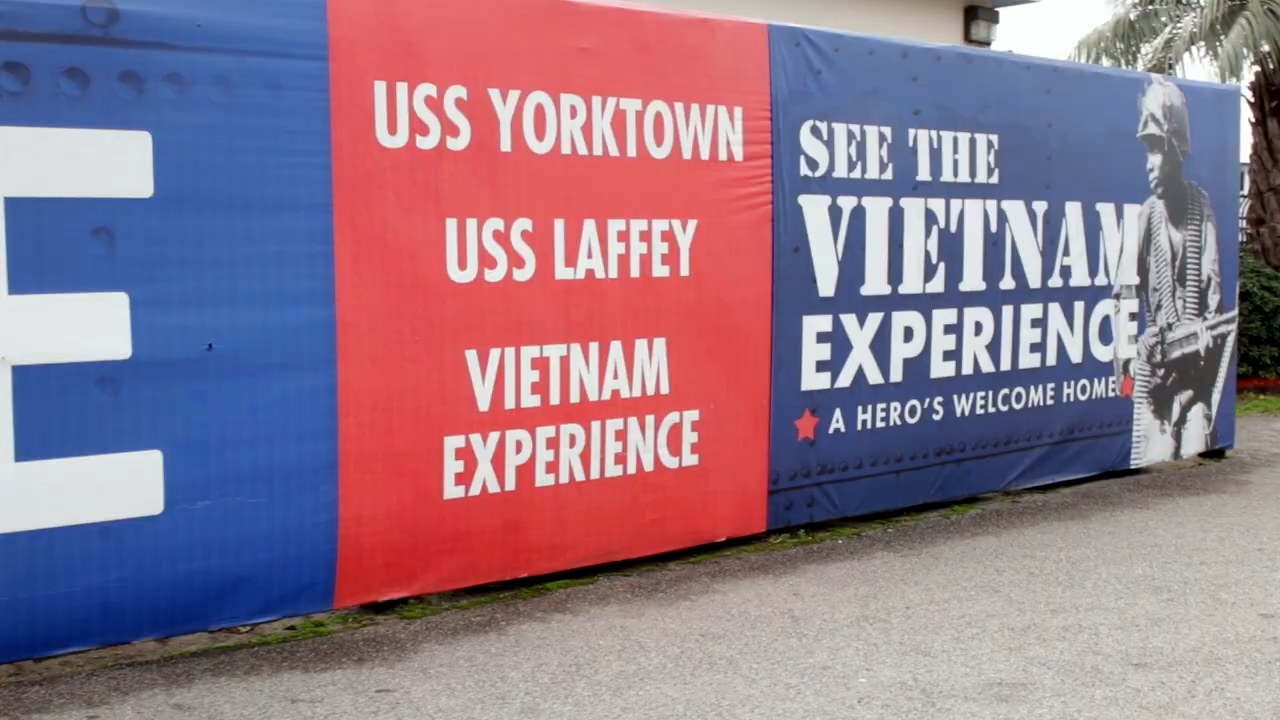 E
USS YORKTOWN
USS LAFFEY
VIETNAM
EXPERIENCE
SEE THE
VIETNAM
EXPERIENCE
A HERO'S WELCOME HOME